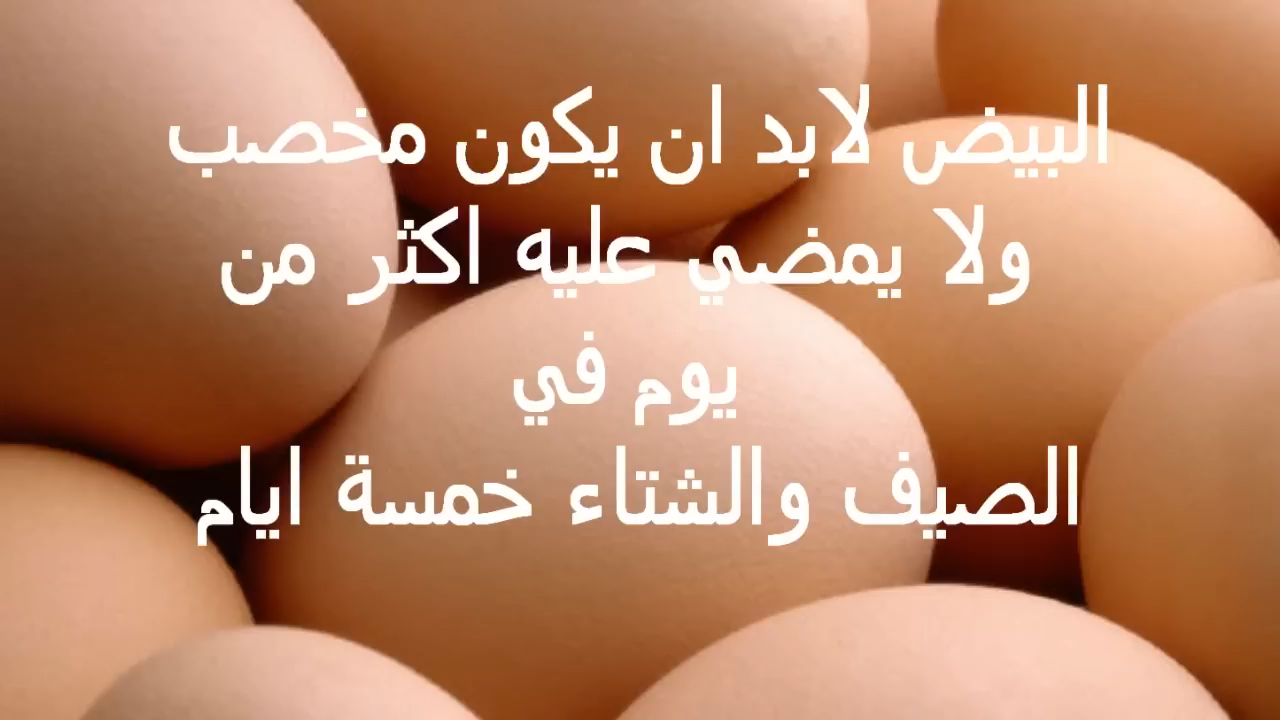 البيض لابد ان يكون مخصب
ولا يمضي عليه اكثر من
يوم في
الصيف والشتاء خمسة ايام